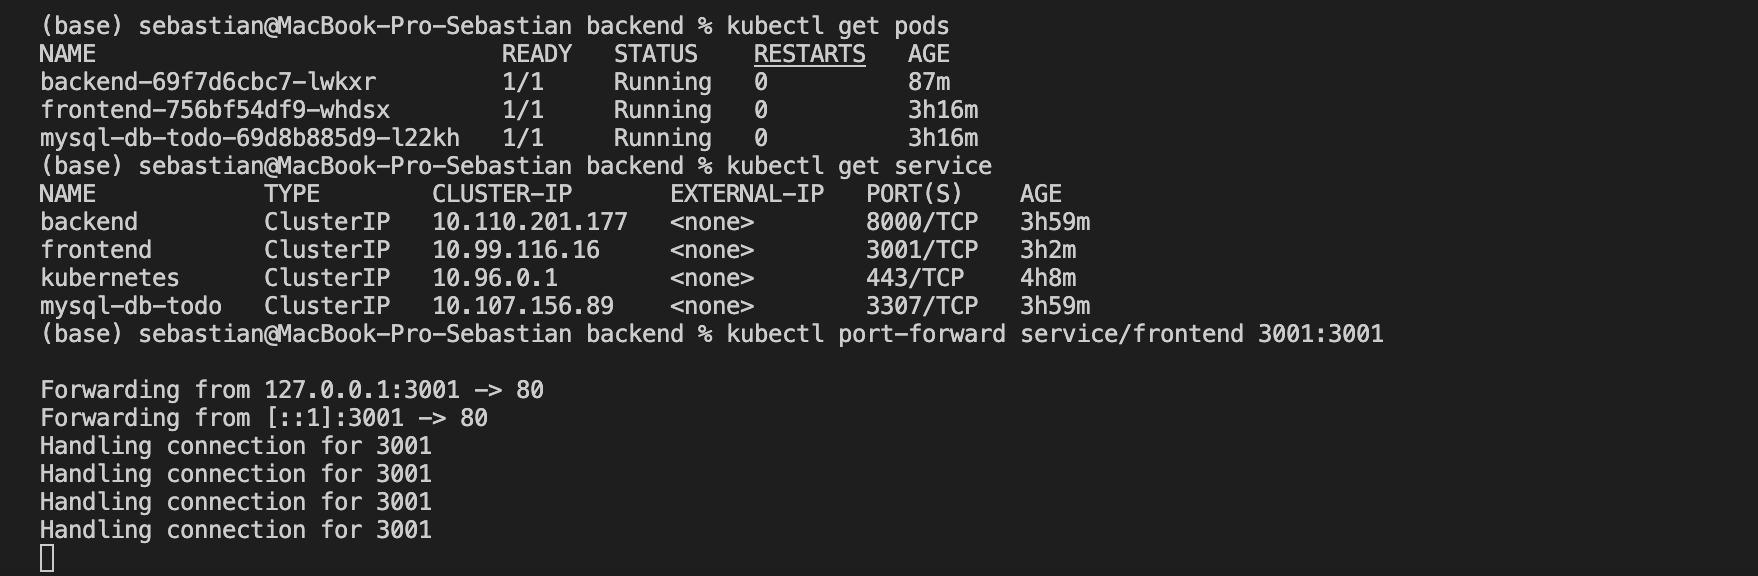 (base) sebastian@MacBook-Pro-Sebastian backend % kubectl get pods
NAME                             READY   STATUS    RESTARTS   AGE
backend-69f7d6cbc7-lwkxr         1/1     Running   0          87m
frontend-756bf54df9-whdsx        1/1     Running   0          3h16m
mysql-db-todo-69d8b885d9-l22kh   1/1     Running   0          3h16m
(base) sebastian@MacBook-Pro-Sebastian backend % kubectl get service
NAME            TYPE        CLUSTER-IP       EXTERNAL-IP   PORT(S)    AGE
backend         ClusterIP   10.110.201.177   <none>        8000/TCP   3h59m
frontend        ClusterIP   10.99.116.16     <none>        3001/TCP   3h2m
kubernetes      ClusterIP   10.96.0.1        <none>        443/TCP    4h8m
mysql-db-todo   ClusterIP   10.107.156.89    <none>        3307/TCP   3h59m
(base) sebastian@MacBook-Pro-Sebastian backend % kubectl port-forward service/frontend 3001:3001
Forwarding from 127.0.0.1:3001 -> 80
Forwarding from [::1]:3001 -> 80
Handling connection for 3001
Handling connection for 3001
Handling connection for 3001
Handling connection for 3001